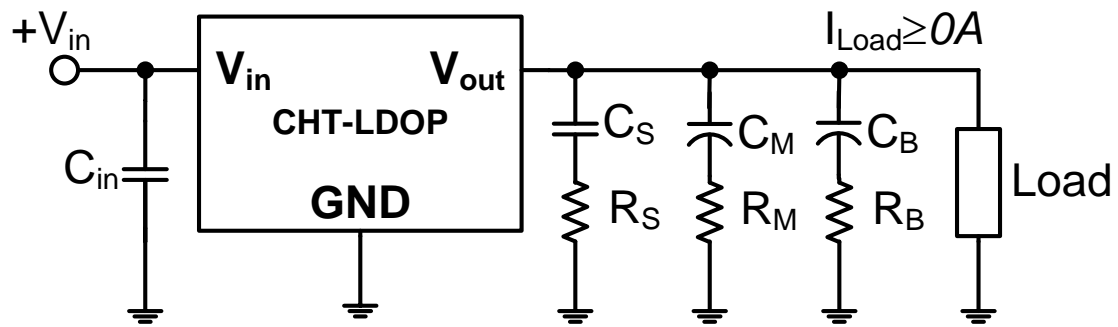 +Vin
ILoad≥0A
Vin
Vout
CHT-LDOP
GND
Cin
CS
CM
CB
RS
RM
RB
Load